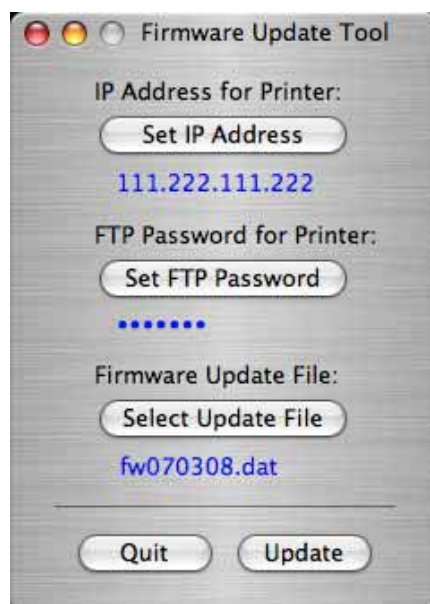 Firmware Update Tool
IP Address for Printer:
Set IP Address
111.222.111.222
FTP Password for Printer:
Set FTP Password
•••••••
Firmware Update File:
Select Update File
fw070308.dat
Quit Update